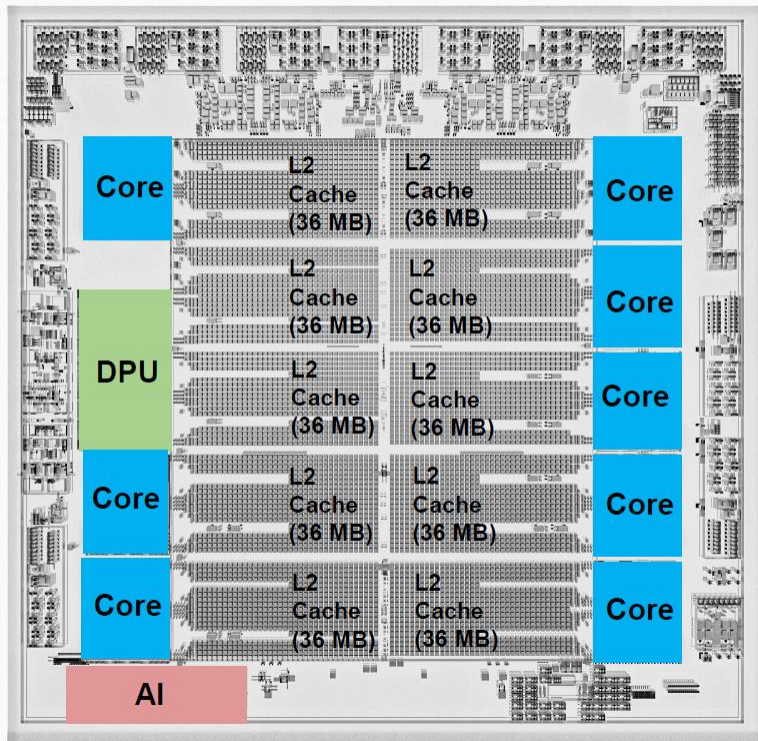 Core
L2
Cache
(36 MB)
L2
Cache
(36 MB)
Core
L2
Cache
(36 MB)
L2
Cache
(36 MB)
Core
DPU
L2
Cache
(36 MB)
L2
Cache
(36 MB)
Core
Core
L2
Cache
(36 MB)
L2
Cache
(36 MB)
Core
Core
L2
Cache
(36 MB)
L2
Cache
(36 MB)
Core
AI